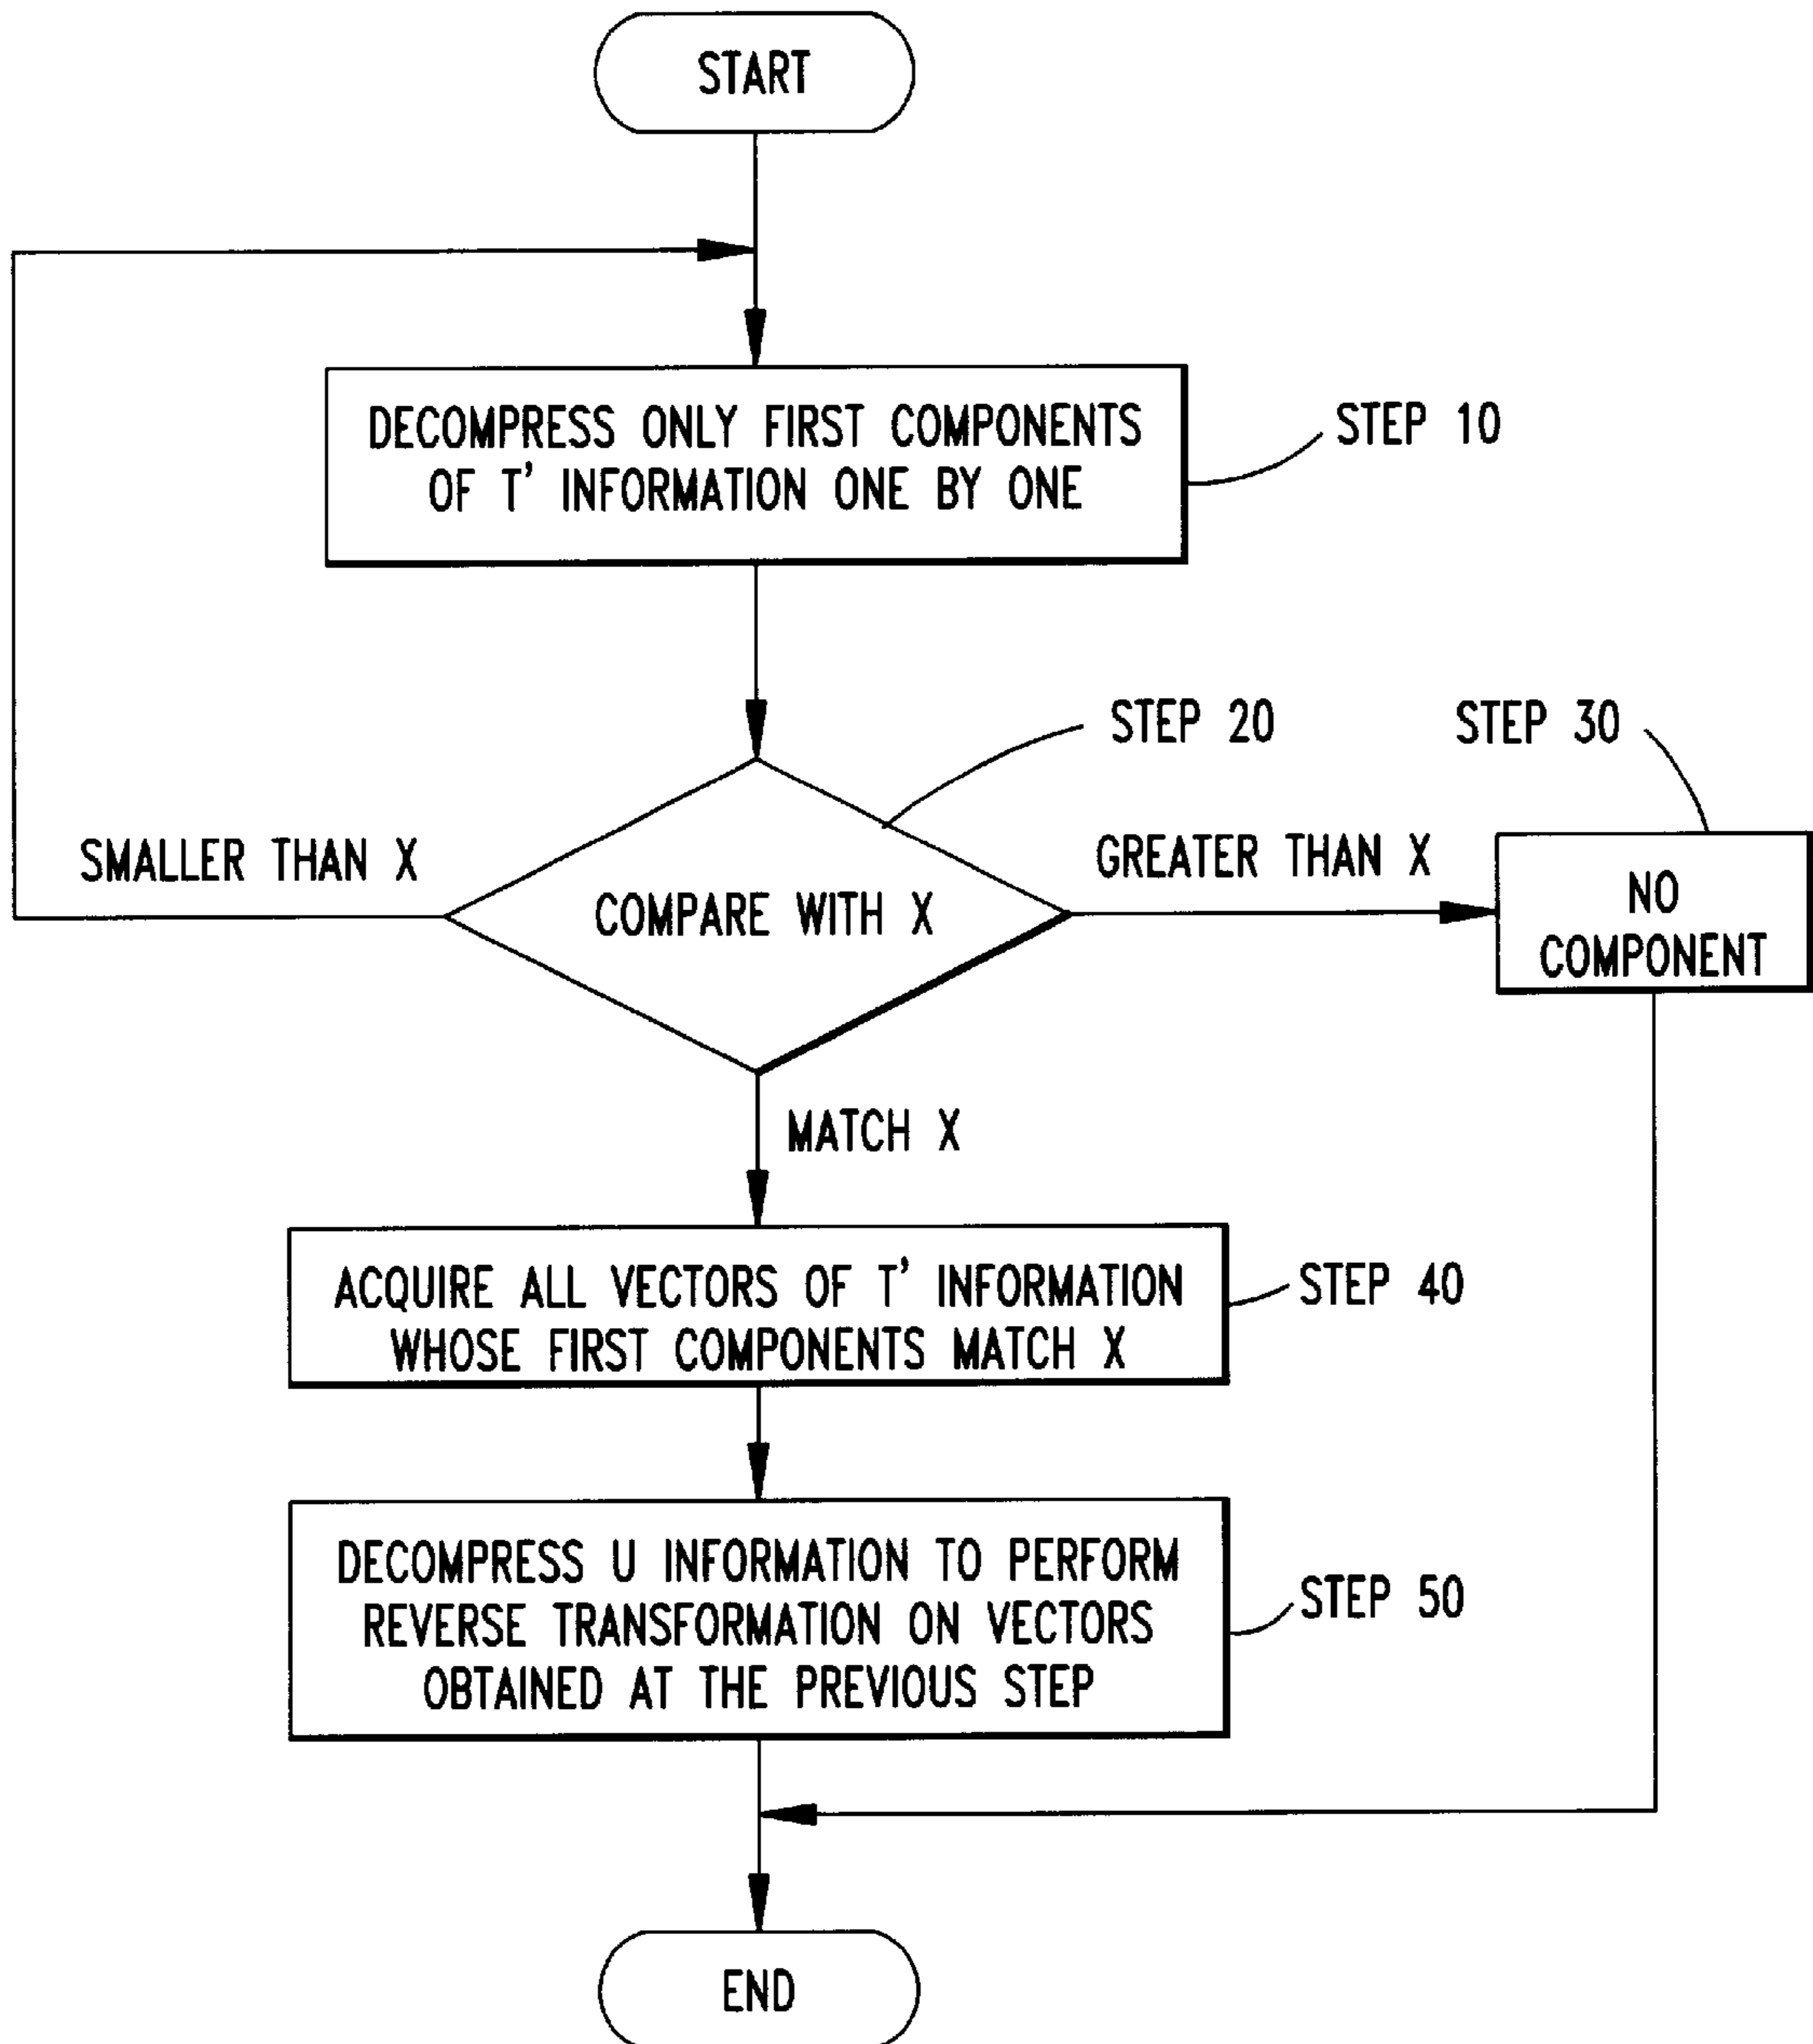 START
DECOMPRESS ONLY FIRST COMPONENTS
OF T' INFORMATION ONE BY ONE
STEP 10
STEP 20
STEP 30
SMALLER THAN X
COMPARE WITH X
GREATER THAN X
NO
COMPONENT
MATCH X
ACQUIRE ALL VECTORS OF T' INFORMATION
WHOSE FIRST COMPONENTS MATCH X
STEP 40
DECOMPRESS U INFORMATION TO PERFORM
REVERSE TRANSFORMATION ON VECTORS
OBTAINED AT THE PREVIOUS STEP
STEP 50
END